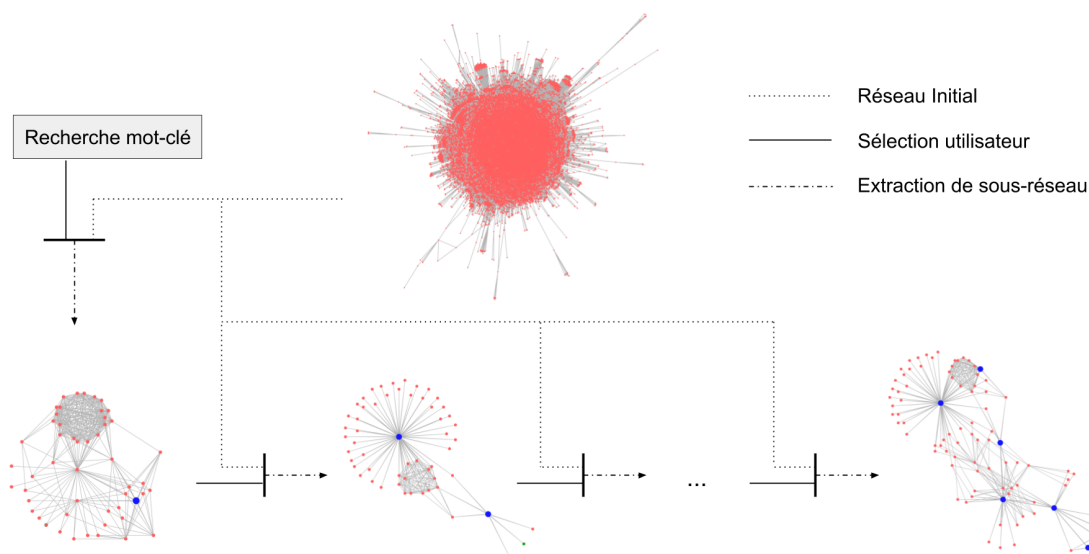 Recherche mot-clé
Réseau Initial
Sélection utilisateur
Extraction de sous-réseau
...